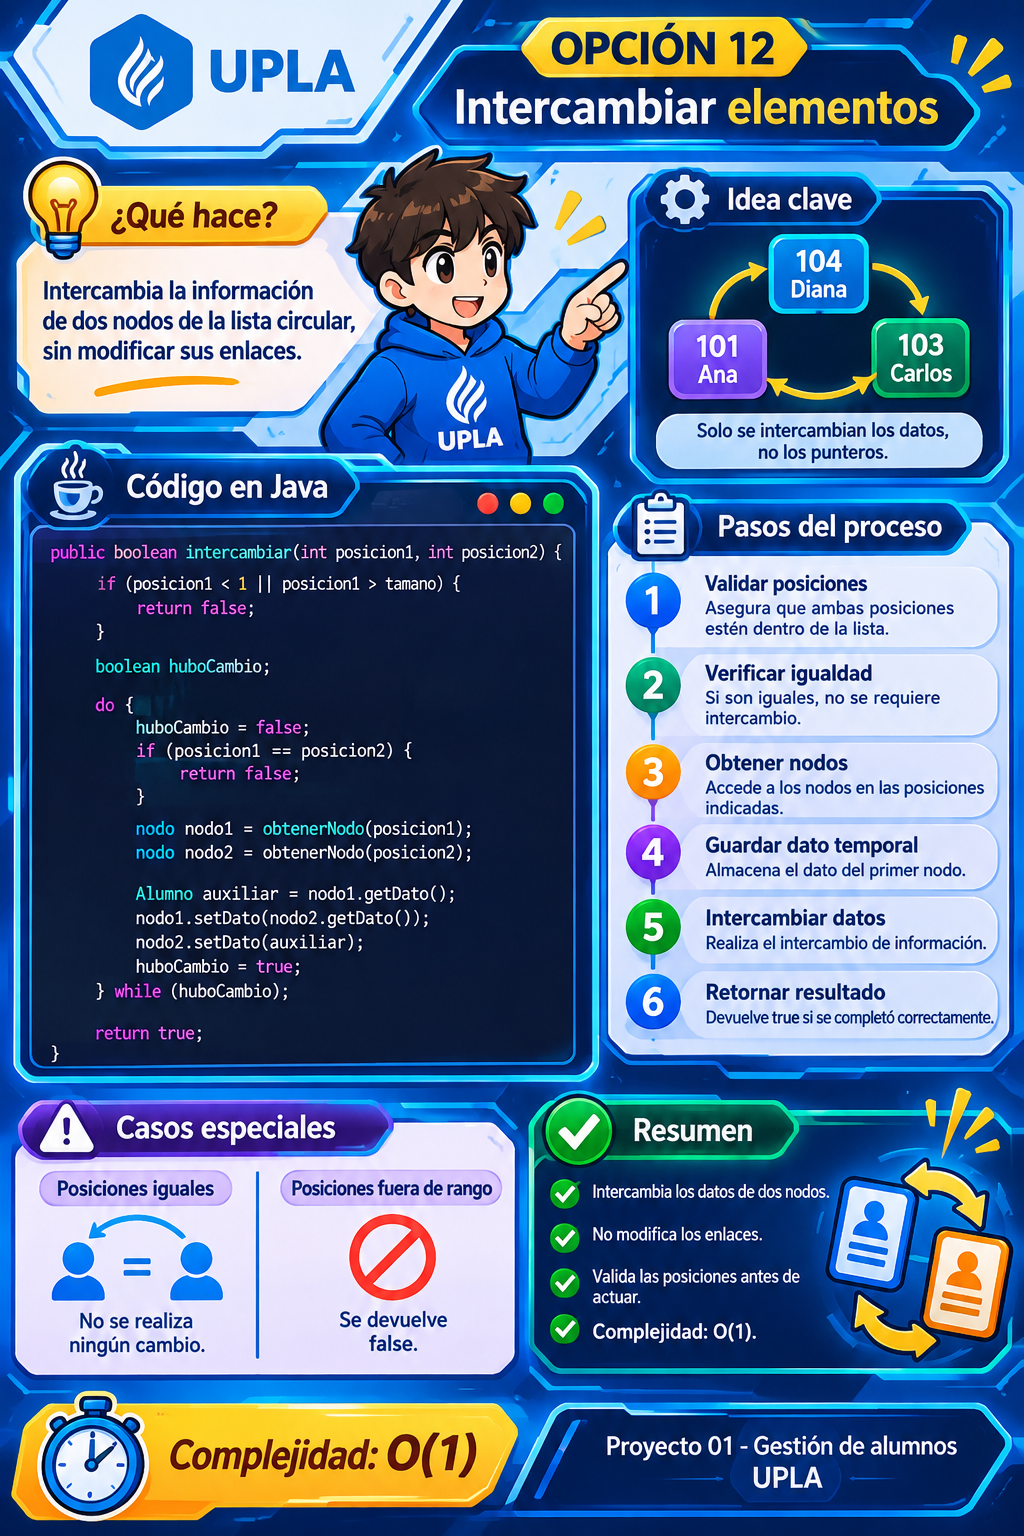 UPLA
OPCIÓN 12
Intercambiar elementos
¿Qué hace?
Intercambia la información
de dos nodos de la lista circular,
sin modificar sus enlaces.
UPLA
Idea clave
104
Diana
101
Ana
103
Carlos
Solo se intercambian los datos,
no los punteros.
Código en Java
public boolean intercambiar(int posicion1, int posicion2) {
if (posicion1 < 1 || posicion1 > tamano) {
return false;
}
boolean huboCambio;
do {
huboCambio = false;
if (posicion1 == posicion2) {
return false;
}
nodo nodo1 = obtenerNodo(posicion1);
nodo nodo2 = obtenerNodo(posicion2);
Alumno auxiliar = nodo1.getDato();
nodo1.setDato(nodo2.getDato());
nodo2.setDato(auxiliar);
huboCambio = true;
} while (huboCambio);
return true;
}
Pasos del proceso
1
Validar posiciones
Asegura que ambas posiciones
estén dentro de la lista.
2
Verificar igualdad
Si son iguales, no se requiere
intercambio.
3
Obtener nodos
Accede a los nodos en las posiciones
indicadas.
4
Guardar dato temporal
Almacena el dato del primer nodo.
5
Intercambiar datos
Realiza el intercambio de información.
6
Retornar resultado
Devuelve true si se completó correctamente.
Casos especiales
Posiciones iguales
=
No se realiza
ningún cambio.
Posiciones fuera de rango
Se devuelve
false.
Resumen
Intercambia los datos de dos nodos.
No modifica los enlaces.
Valida las posiciones antes de
actuar.
Complejidad: O(1).
Complejidad: O(1)
Proyecto 01 - Gestión de alumnos
UPLA